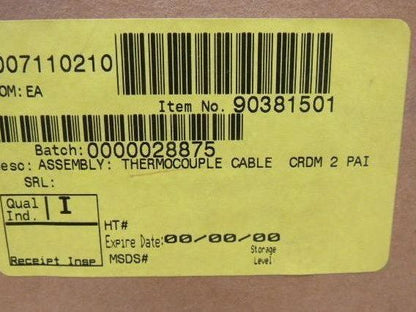 007110210
OM: EA
Item No. 90381501
Batch: 0000028875
esc: ASSEMBLY: THERMOCOUPLE CABLE CRDM 2 PAI
SRL:
Qual Ind. I
HT#
Expire Date: 00/00/00
Storage Level
Receipt Insp
MSDS#